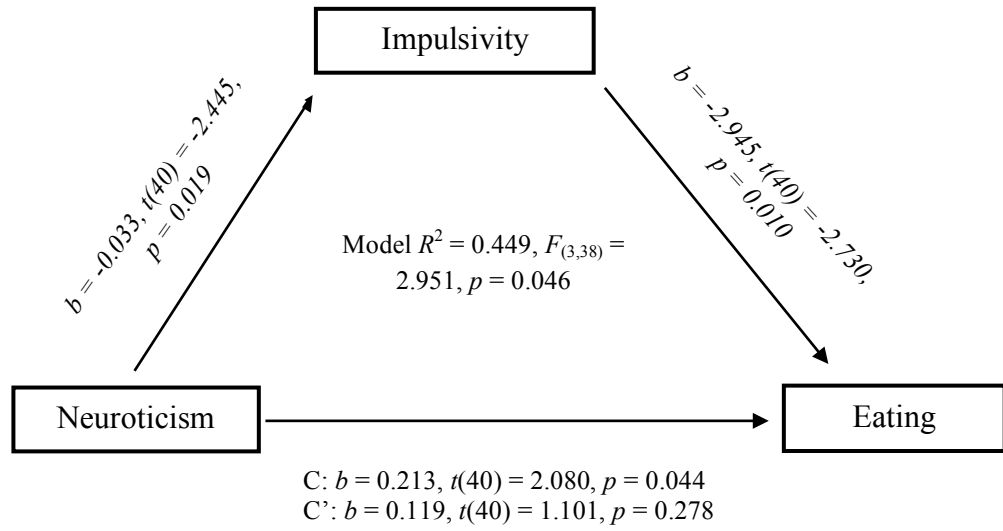 Impulsivity
b = -0.033, t(40) = -2.445,
p = 0.019
b = -2.945, t(40) = -2.730,
p = 0.010
Model R² = 0.449, F(3,38) =
2.951, p = 0.046
Neuroticism
Eating
C: b = 0.213, t(40) = 2.080, p = 0.044
C’: b = 0.119, t(40) = 1.101, p = 0.278